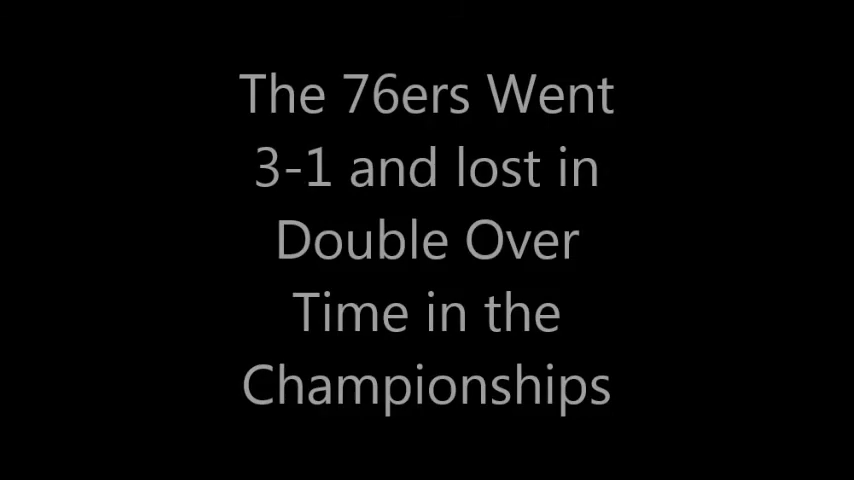 The 76ers Went
3-1 and lost in
Double Over
Time in the
Championships